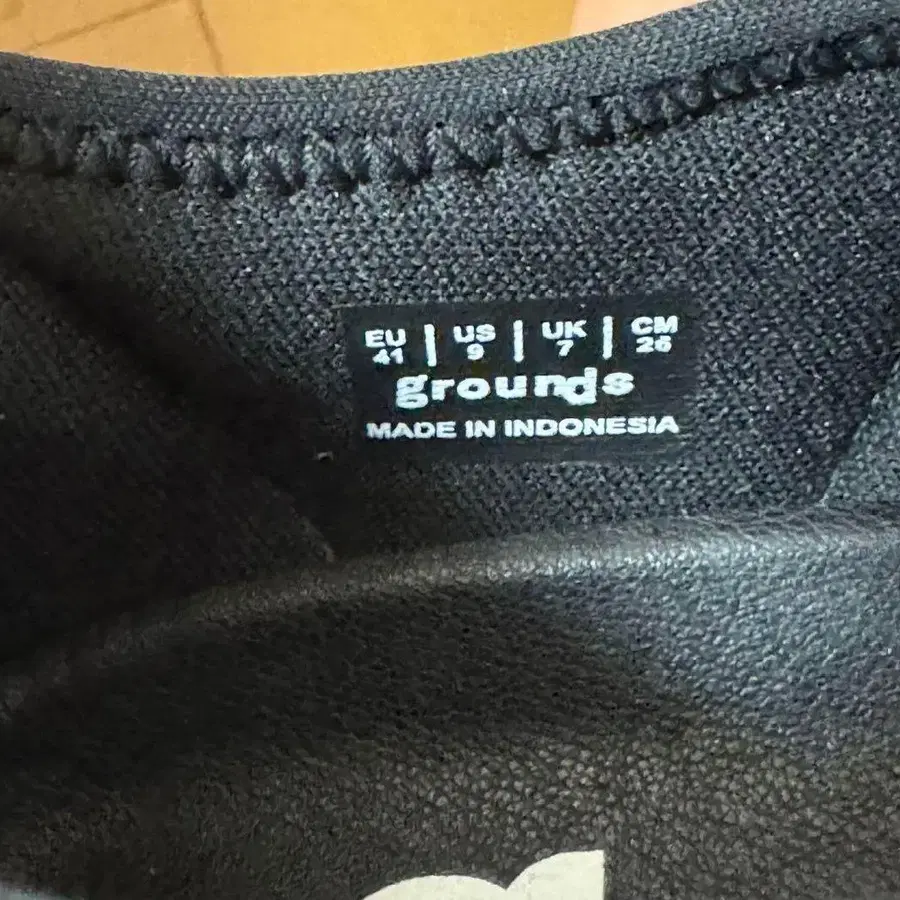 EU | US | UK | CM
41 | 9 | 7 | 26
grounds
MADE IN INDONESIA